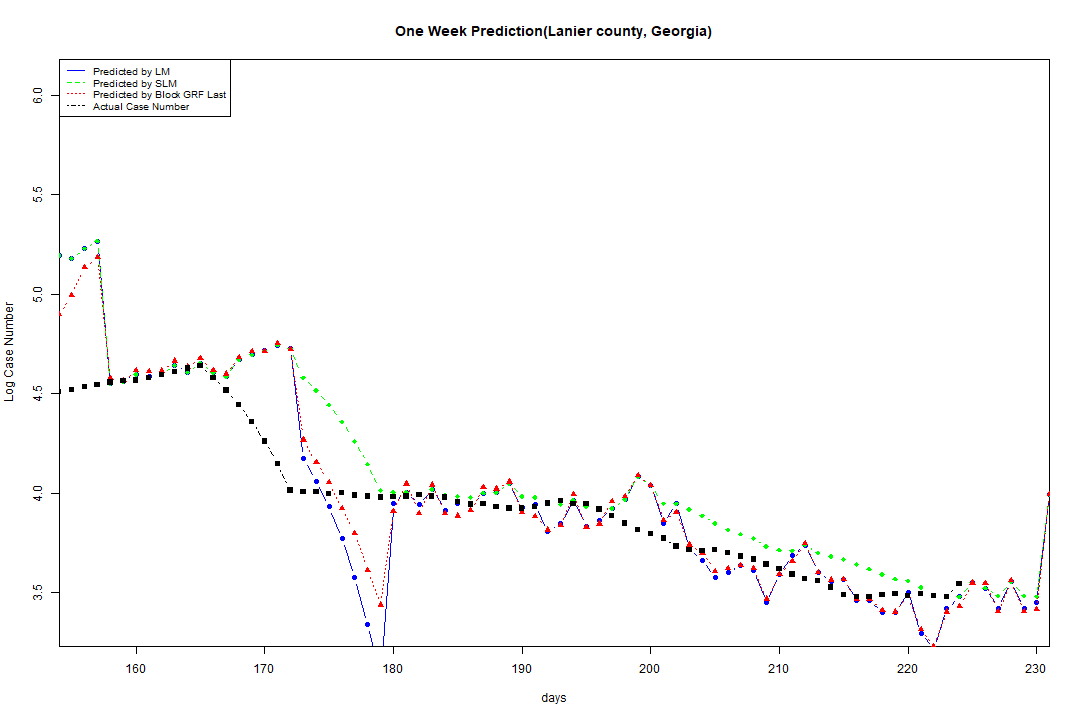 One Week Prediction(Lanier county, Georgia)
Predicted by LM
Predicted by SLM
Predicted by Block GRF Last
Actual Case Number
6.0
5.5
5.0
4.5
4.0
3.5
Log Case Number
160 170 180 190 200 210 220 230
days